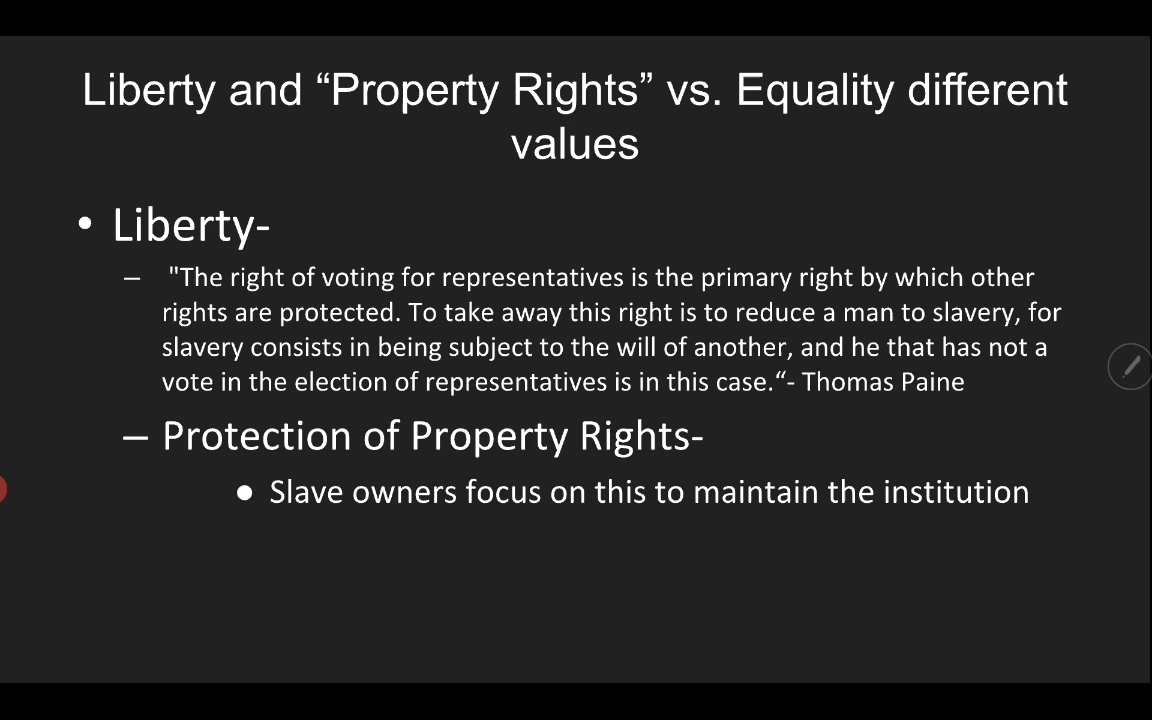 Liberty and “Property Rights” vs. Equality different
values
• Liberty-
– "The right of voting for representatives is the primary right by which other
rights are protected. To take away this right is to reduce a man to slavery, for
slavery consists in being subject to the will of another, and he that has not a
vote in the election of representatives is in this case.“- Thomas Paine
– Protection of Property Rights-
● Slave owners focus on this to maintain the institution